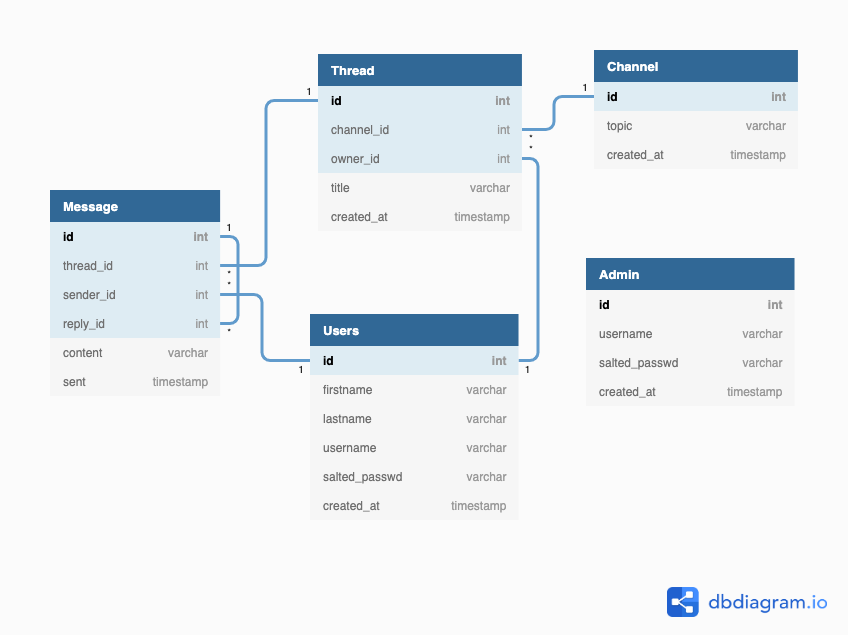 Thread
id int
channel_id int
owner_id int
title varchar
created_at timestamp
Channel
id int
topic varchar
created_at timestamp
Message
id int
thread_id int
sender_id int
reply_id int
content varchar
sent timestamp
Users
id int
firstname varchar
lastname varchar
username varchar
salted_passwd varchar
created_at timestamp
Admin
id int
username varchar
salted_passwd varchar
created_at timestamp
1
1
*
*
1
*
*
*
1
1
dbdiagram.io